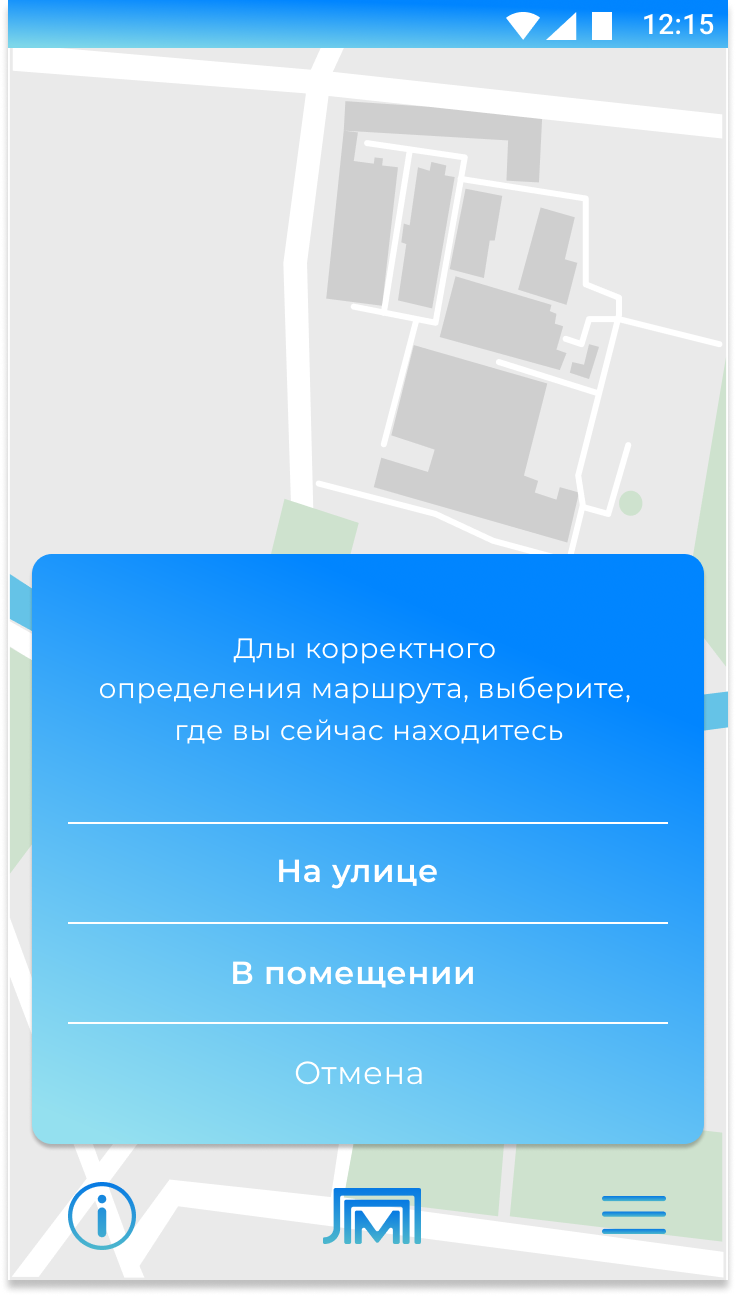 12:15
Длы корректного
определения маршрута, выберите,
где вы сейчас находитесь
На улице
В помещении
Отмена